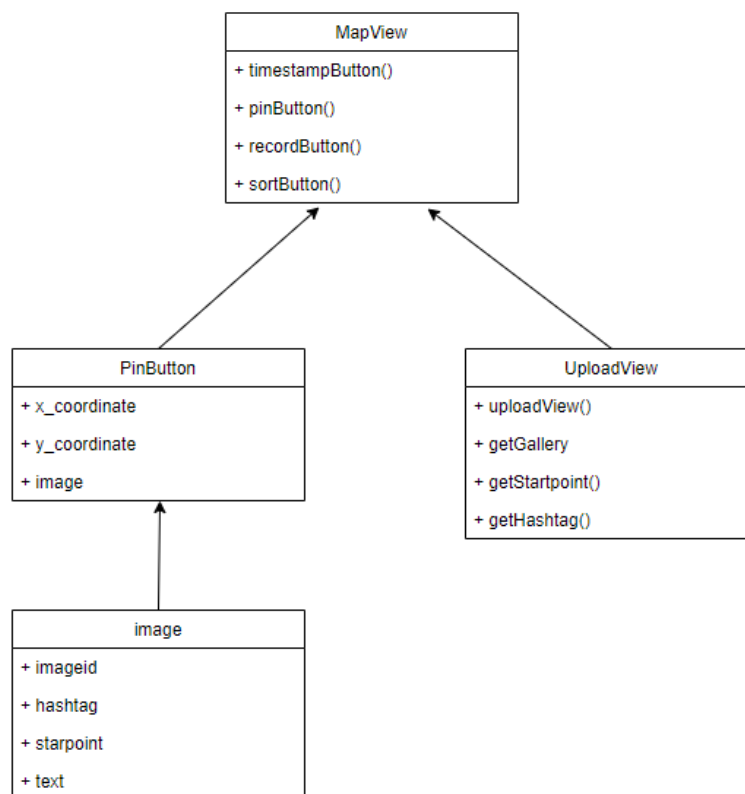 MapView
+ timestampButton()
+ pinButton()
+ recordButton()
+ sortButton()
PinButton
+ x_coordinate
+ y_coordinate
+ image
UploadView
+ uploadView()
+ getGallery
+ getStartpoint()
+ getHashtag()
image
+ imageid
+ hashtag
+ starpoint
+ text